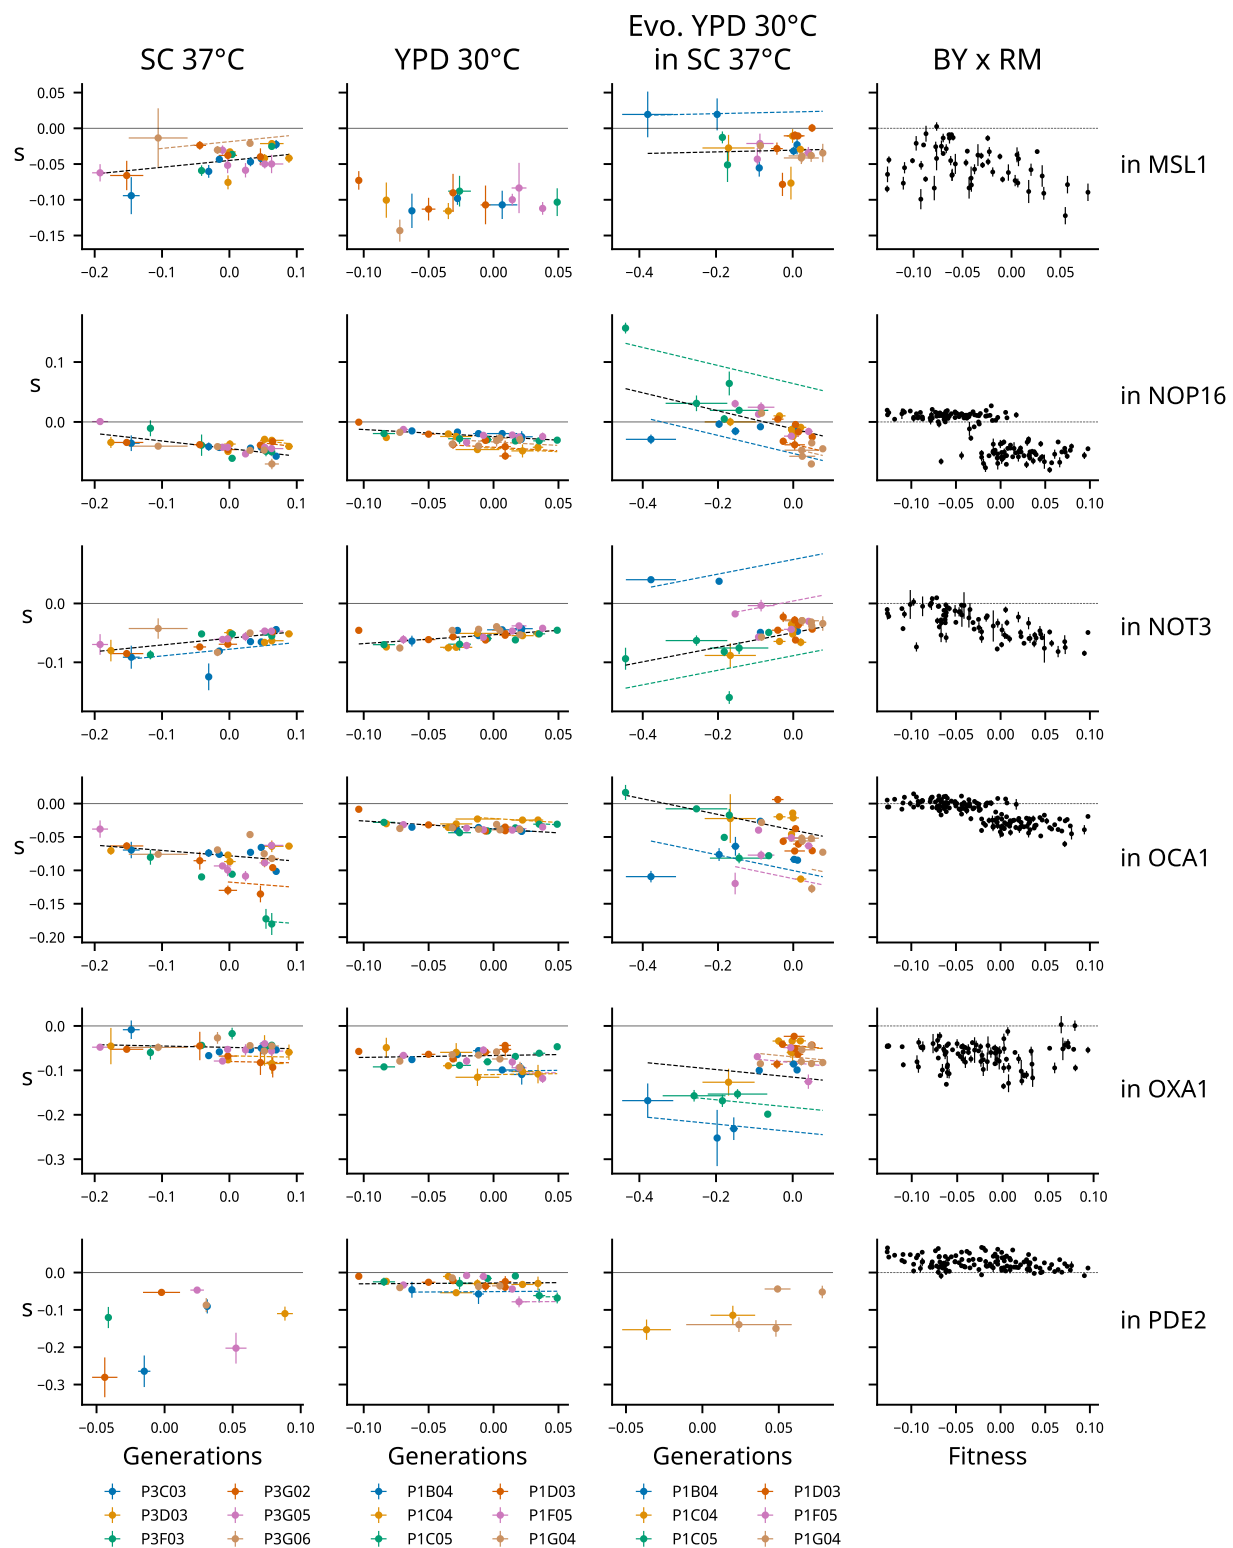 Evo. YPD 30°C
SC 37°C YPD 30°C in SC 37°C BY x RM
0.05
0.00
−0.05
−0.10
−0.15
s
−0.2 −0.1 0.0 0.1
−0.10 −0.05 0.00 0.05
−0.4 −0.2 0.0
−0.10 −0.05 0.00 0.05
in MSL1
0.1
0.0
s
−0.2 −0.1 0.0 0.1
−0.10 −0.05 0.00 0.05
−0.4 −0.2 0.0
−0.10 −0.05 0.00 0.05 0.10
in NOP16
0.0
−0.1
s
−0.2 −0.1 0.0 0.1
−0.10 −0.05 0.00 0.05
−0.4 −0.2 0.0
−0.10 −0.05 0.00 0.05 0.10
in NOT3
0.00
−0.05
−0.10
−0.15
−0.20
s
−0.2 −0.1 0.0 0.1
−0.10 −0.05 0.00 0.05
−0.4 −0.2 0.0
−0.10 −0.05 0.00 0.05 0.10
in OCA1
0.0
−0.1
−0.2
−0.3
s
−0.2 −0.1 0.0 0.1
−0.10 −0.05 0.00 0.05
−0.4 −0.2 0.0
−0.10 −0.05 0.00 0.05 0.10
in OXA1
0.0
−0.1
−0.2
−0.3
s
−0.05 0.00 0.05 0.10
−0.10 −0.05 0.00 0.05
−0.05 0.00 0.05
−0.10 −0.05 0.00 0.05 0.10
in PDE2
Generations Generations Generations Fitness
P3C03 P3G02 P1B04 P1D03 P1B04 P1D03
P3D03 P3G05 P1C04 P1F05 P1C04 P1F05
P3F03 P3G06 P1C05 P1G04 P1C05 P1G04